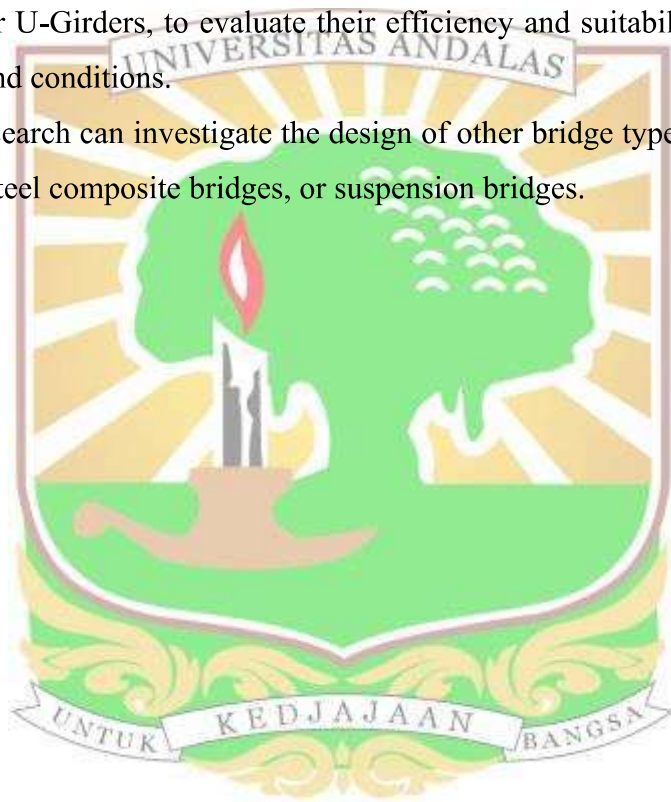 r U-Girders, to evaluate their efficiency and suitabil
UNIVERSITAS ANDALAS
nd conditions.
earch can investigate the design of other bridge type
teel composite bridges, or suspension bridges.
UNTUK KEDJAJAAN BANGSA